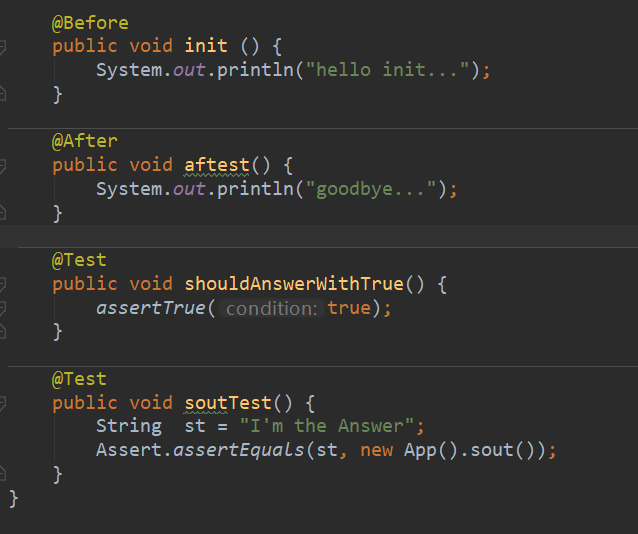 @Before
public void init () {
System.out.println("hello init...");
}
@After
public void aftest() {
System.out.println("goodbye...");
}
@Test
public void shouldAnswerWithTrue() {
assertTrue( condition: true);
}
@Test
public void soutTest() {
String  st = "I'm the Answer";
Assert.assertEquals(st, new App().sout());
}
}